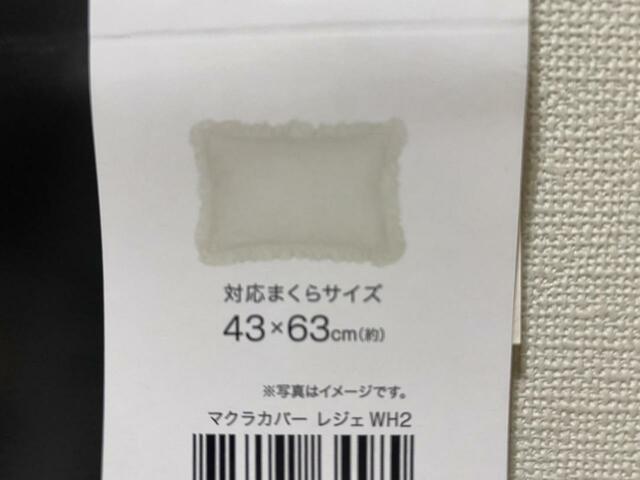 対応まくらサイズ
43×63cm(約)
※写真はイメージです。
マクラカバー レジェ WH2